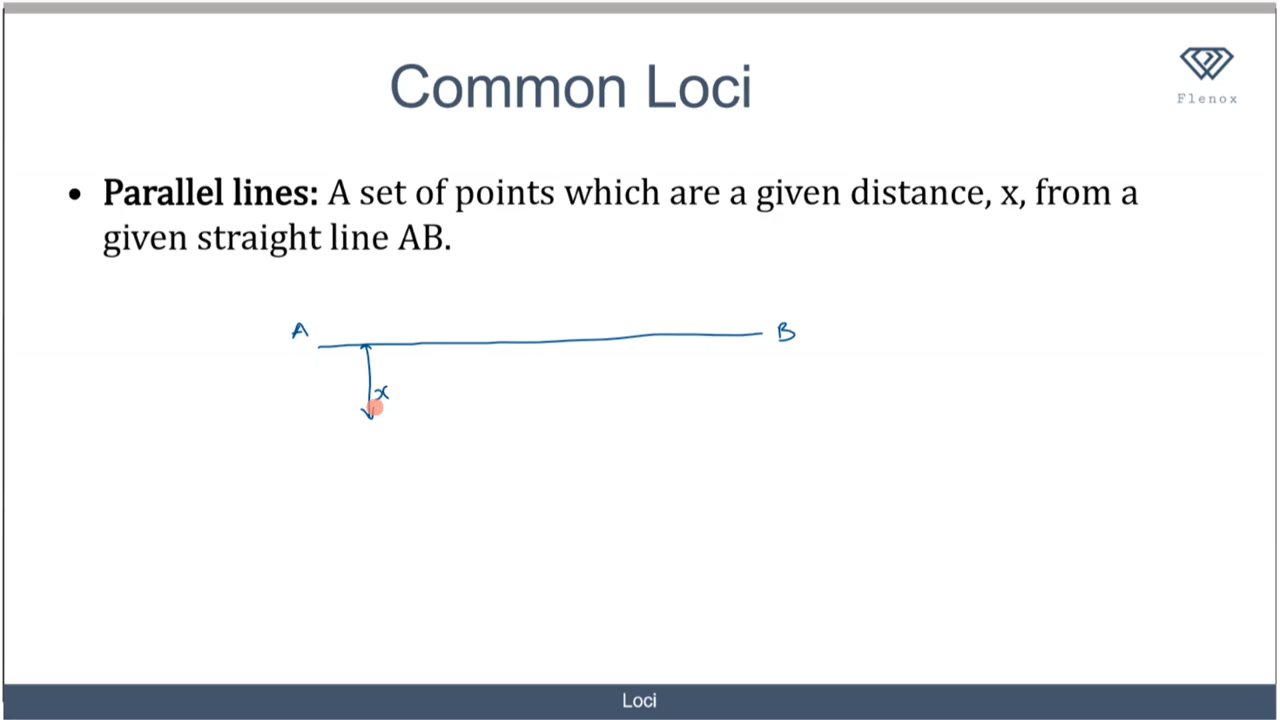 Common Loci
Flenox
• Parallel lines: A set of points which are a given distance, x, from a
given straight line AB.
A
B
x
Loci